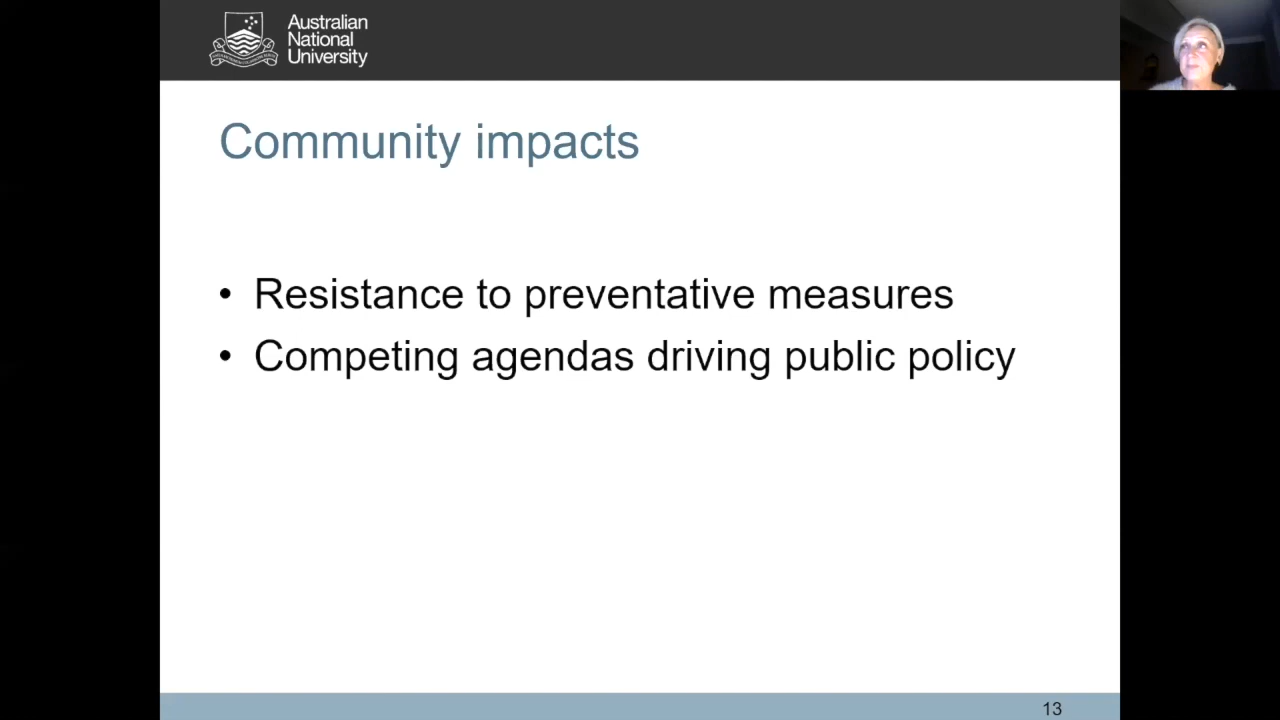 Australian
National
University
Community impacts
• Resistance to preventative measures
• Competing agendas driving public policy
13